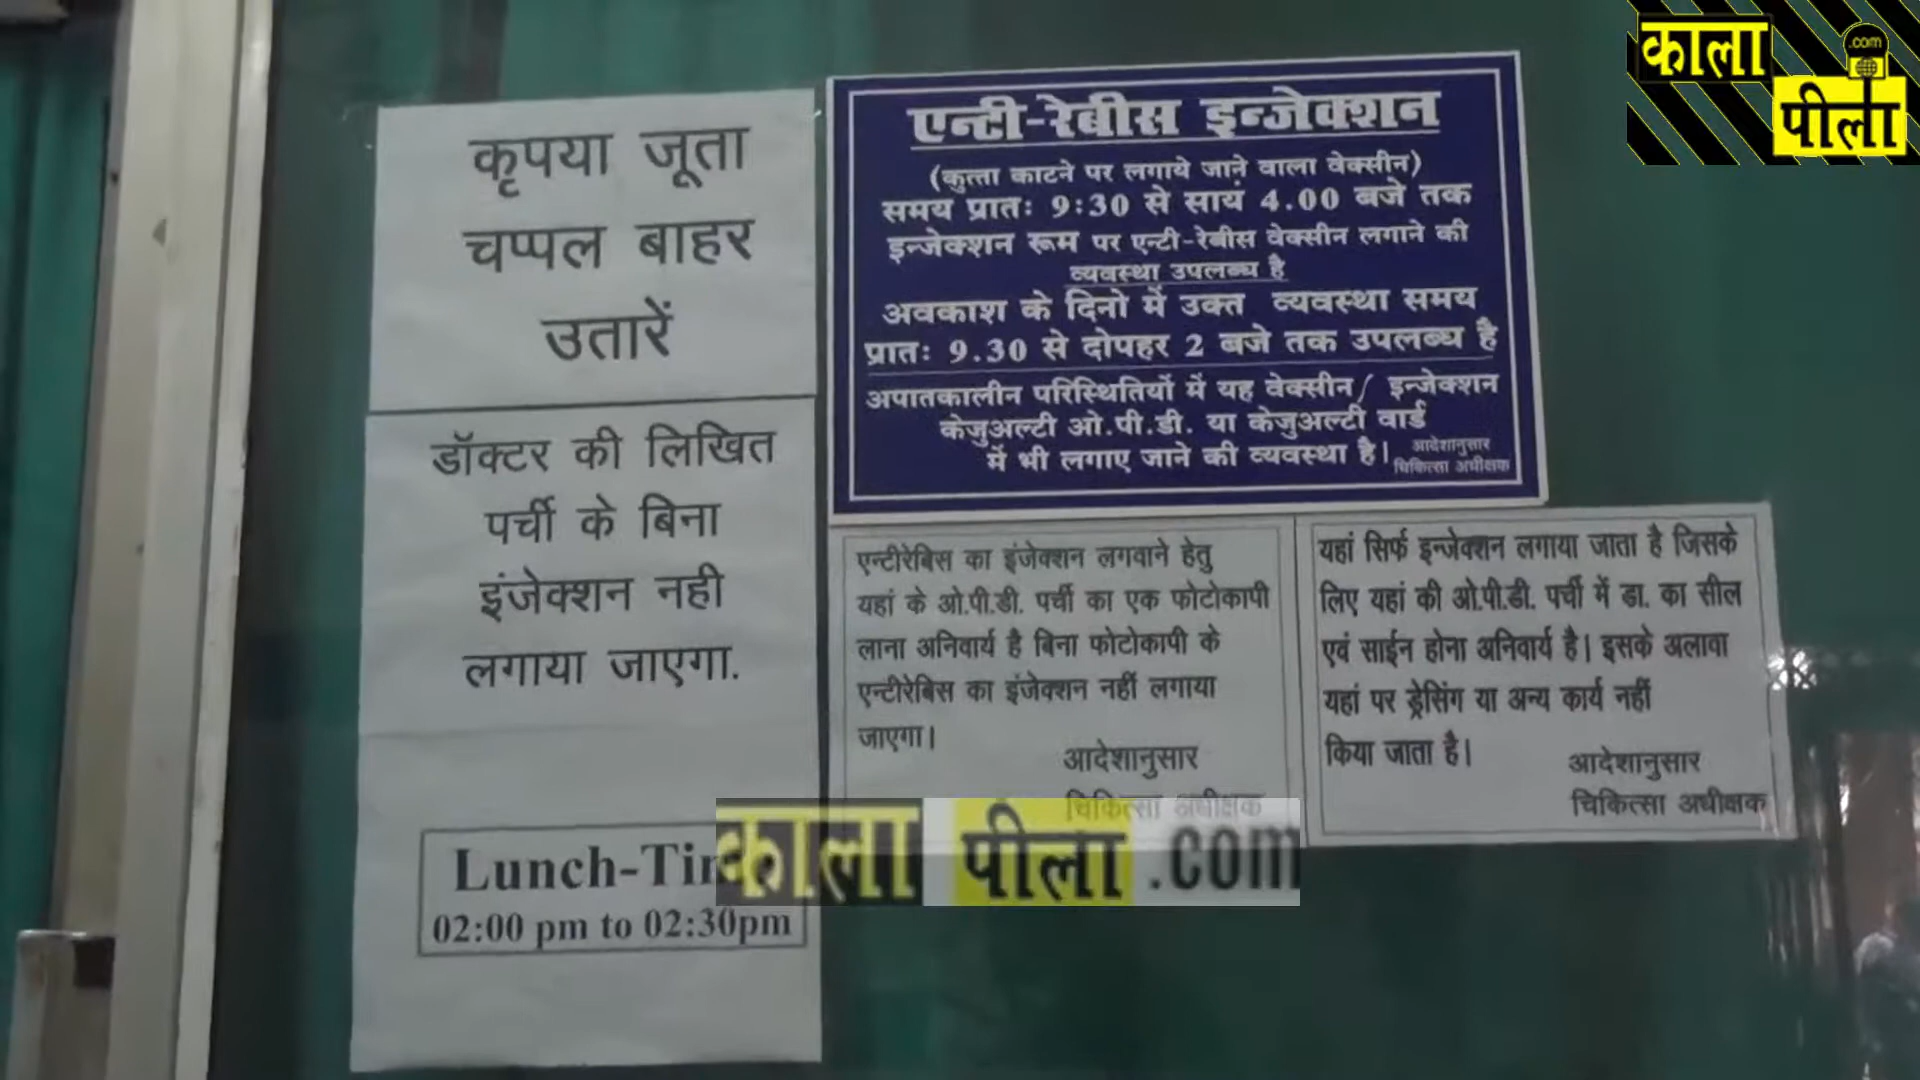 कृपया जूता
चप्पल बाहर
उतारें
डॉक्टर की लिखित
पर्ची के बिना
इंजेक्शन नही
लगाया जाएगा.
Lunch-Tim
02:00 pm to 02:30pm
एन्टी-रेबीस इन्जेक्शन
(कुत्ता काटने पर लगाये जाने वाला वेक्सीन)
समय प्रातः 9:30 से सायं 4.00 बजे तक
इन्जेक्शन रूम पर एन्टी-रेबीस वेक्सीन लगाने की
व्यवस्था उपलब्ध है
अवकाश के दिनो में उक्त व्यवस्था समय
प्रातः 9.30 से दोपहर 2 बजे तक उपलब्ध है
अपातकालीन परिस्थितियों में यह वेक्सीन/ इन्जेक्शन
केजुअल्टी ओ.पी.डी. या केजुअल्टी वार्ड
में भी लगाए जाने की व्यवस्था है।
आदेशानुसार
चिकित्सा अधीक्षक
एन्टीरेबिस का इंजेक्शन लगवाने हेतु
यहां के ओ.पी.डी. पर्ची का एक फोटोकापी
लाना अनिवार्य है बिना फोटोकापी के
एन्टीरेबिस का इंजेक्शन नहीं लगाया
जाएगा।
आदेशानुसार
चिकित्सा अधीक्षक
यहां सिर्फ इन्जेक्शन लगाया जाता है जिसके
लिए यहां की ओ.पी.डी. पर्ची में डा. का सील
एवं साईन होना अनिवार्य है। इसके अलावा
यहां पर ड्रेसिंग या अन्य कार्य नहीं
किया जाता है।
आदेशानुसार
चिकित्सा अधीक्षक
काला पीला .com
काला
.com
पीला